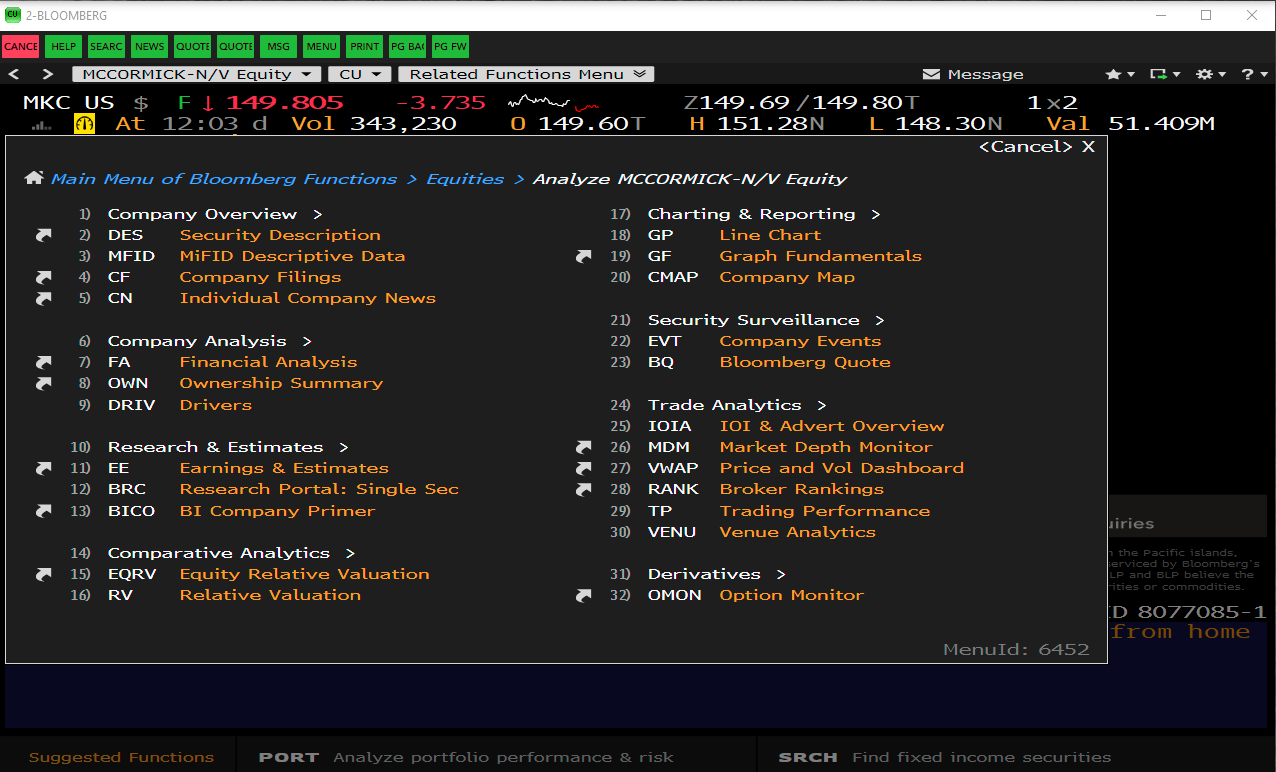 CU 2-BLOOMBERG
CANCE HELP SEARC NEWS QUOTE QUOTE MSG MENU PRINT PG BAC PG FW
< > MCCORMICK-N/V Equity CU Related Functions Menu Message ?
MKC US $ F ↓ 149.805 -3.735 Z149.69/149.80T 1x2
At 12:03 d Vol 343,230 O 149.60T H 151.28N L 148.30N Val 51.409M
<Cancel> X
Main Menu of Bloomberg Functions > Equities > Analyze MCCORMICK-N/V Equity
1) Company Overview >
2) DES Security Description
3) MFID MiFID Descriptive Data
4) CF Company Filings
5) CN Individual Company News
6) Company Analysis >
7) FA Financial Analysis
8) OWN Ownership Summary
9) DRIV Drivers
10) Research & Estimates >
11) EE Earnings & Estimates
12) BRC Research Portal: Single Sec
13) BICO BI Company Primer
14) Comparative Analytics >
15) EQRV Equity Relative Valuation
16) RV Relative Valuation
17) Charting & Reporting >
18) GP Line Chart
19) GF Graph Fundamentals
20) CMAP Company Map
21) Security Surveillance >
22) EVT Company Events
23) BQ Bloomberg Quote
24) Trade Analytics >
25) IOIA IOI & Advert Overview
26) MDM Market Depth Monitor
27) VWAP Price and Vol Dashboard
28) RANK Broker Rankings
29) TP Trading Performance
30) VENU Venue Analytics
31) Derivatives >
32) OMON Option Monitor
MenuId: 6452
uiries
n the Pacific islands,
erviced by Bloomberg's
LP and BLP believe the
rities or commodities.
ID 8077085-1
from home
Suggested Functions PORT Analyze portfolio performance & risk SRCH Find fixed income securities